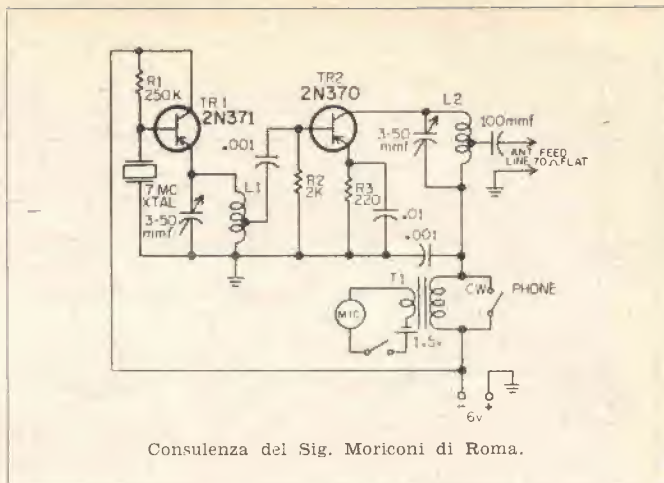 R1
250K
TR1
2N371
7 MC
XTAL
3-50
mmf
L1
.001
TR2
2N370
R2
2K
R3
220
.01
.001
3-50
mmf
L2
100mmf
ANT. FEED
LINE 70Ω FLAT
T1
MIC
1.5v
CW
PHONE
- +
6v
Consulenza del Sig. Moriconi di Roma.